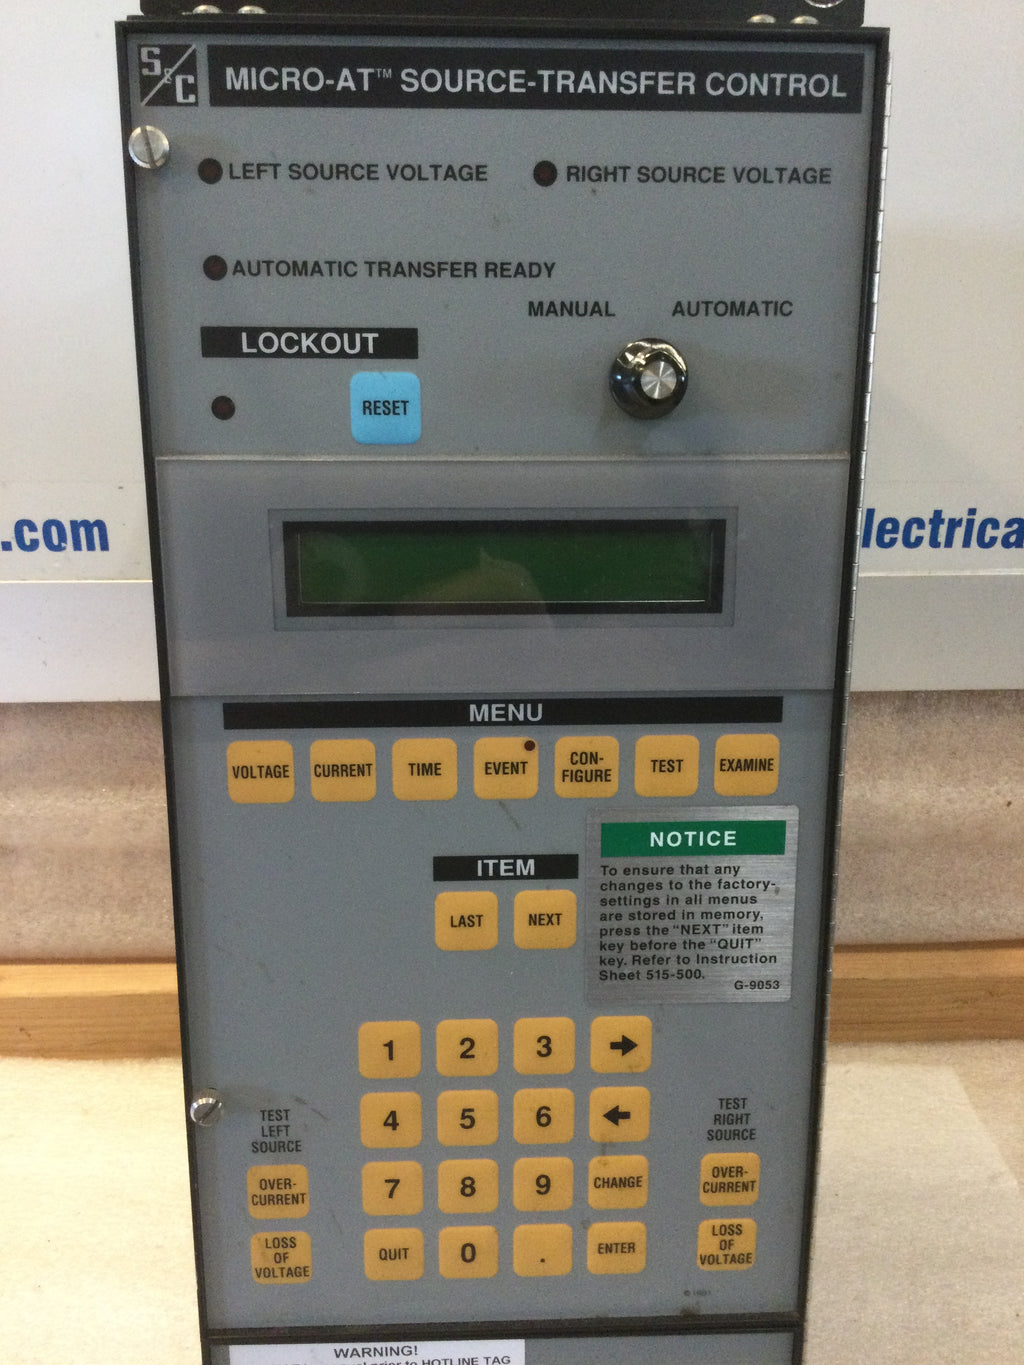 S&C
MICRO-AT™ SOURCE-TRANSFER CONTROL
LEFT SOURCE VOLTAGE
RIGHT SOURCE VOLTAGE
AUTOMATIC TRANSFER READY
MANUAL
AUTOMATIC
LOCKOUT
RESET
.com
lectrica
MENU
VOLTAGE
CURRENT
TIME
EVENT
CON-
FIGURE
TEST
EXAMINE
NOTICE
To ensure that any
changes to the factory-
settings in all menus
are stored in memory,
press the "NEXT" item
key before the "QUIT"
key. Refer to Instruction
Sheet 515-500.
G-9053
ITEM
LAST
NEXT
1
2
3
→
4
5
6
←
7
8
9
CHANGE
QUIT
0
.
ENTER
TEST
LEFT
SOURCE
OVER-
CURRENT
LOSS
OF
VOLTAGE
TEST
RIGHT
SOURCE
OVER-
CURRENT
LOSS
OF
VOLTAGE
WARNING!
prior to HOTLINE TAG